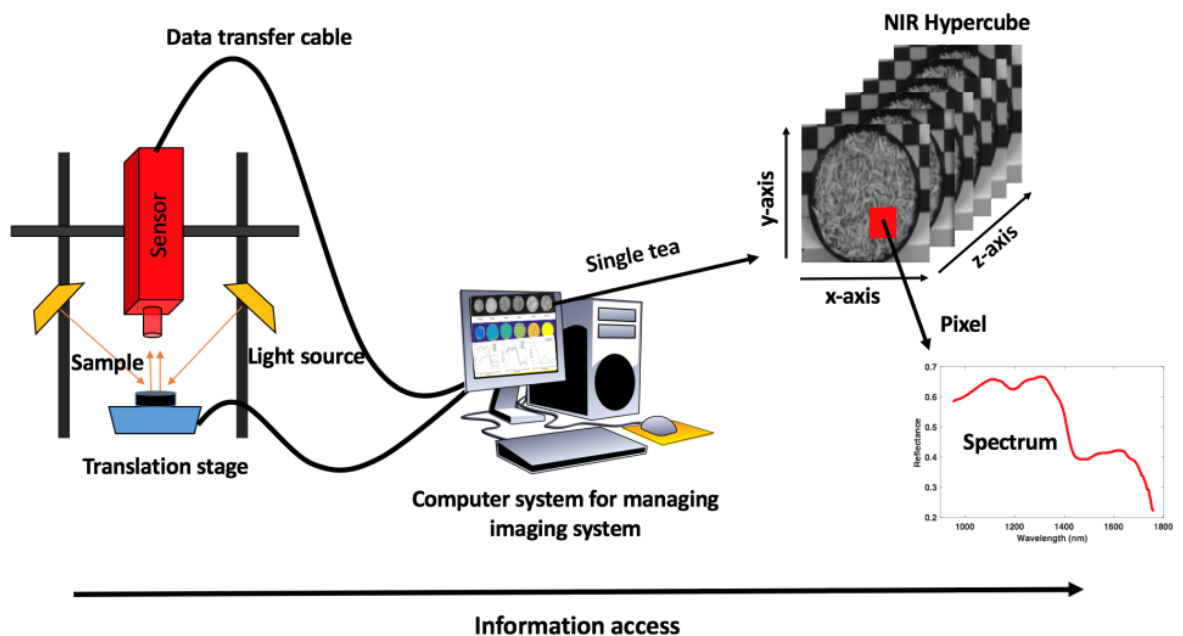 Data transfer cable
NIR Hypercube
Sensor
y-axis
Single tea
z-axis
x-axis
Pixel
Sample
Light source
Translation stage
Computer system for managing
imaging system
Spectrum
Reflectance
0.7
0.6
0.5
0.4
0.3
0.2
1000 1200 1400 1600 1800
Wavelength (nm)
Information access